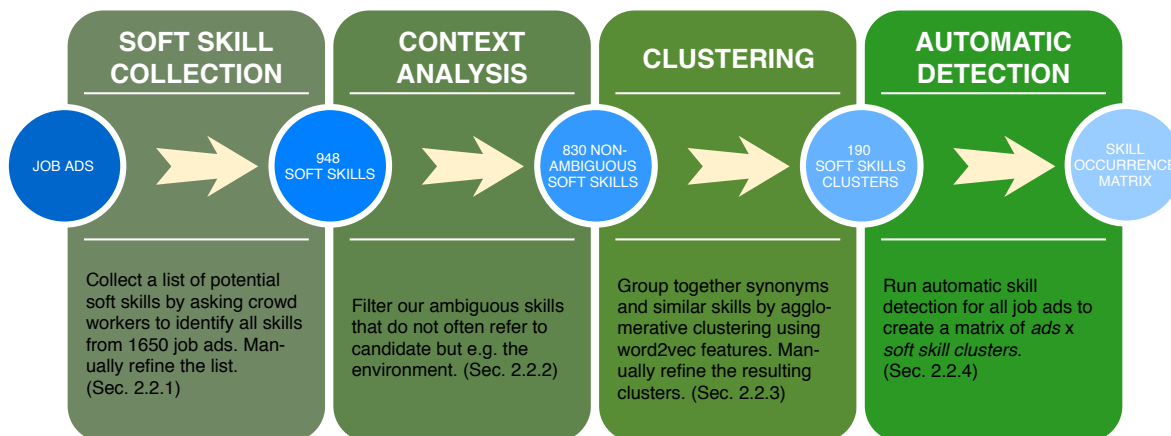 SOFT SKILL
COLLECTION
CONTEXT
ANALYSIS
CLUSTERING
AUTOMATIC
DETECTION
JOB ADS
948
SOFT SKILLS
830 NON-
AMBIGUOUS
SOFT SKILLS
190
SOFT SKILLS
CLUSTERS
SKILL
OCCURRENCE
MATRIX
Collect a list of potential
soft skills by asking crowd
workers to identify all skills
from 1650 job ads. Man-
ually refine the list.
(Sec. 2.2.1)
Filter our ambiguous skills
that do not often refer to
candidate but e.g. the
environment. (Sec. 2.2.2)
Group together synonyms
and similar skills by agglo-
merative clustering using
word2vec features. Man-
ually refine the resulting
clusters. (Sec. 2.2.3)
Run automatic skill
detection for all job ads to
create a matrix of ads x
soft skill clusters.
(Sec. 2.2.4)